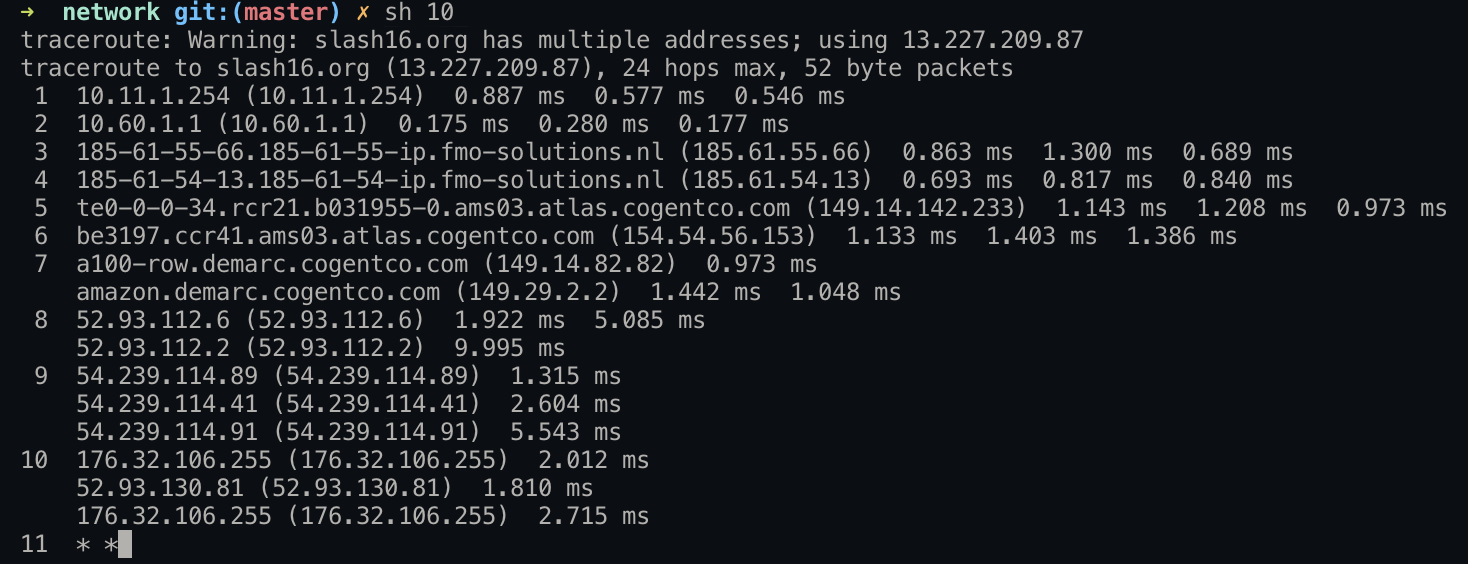 →  network git:(master) ✗ sh 10
traceroute: Warning: slash16.org has multiple addresses; using 13.227.209.87
traceroute to slash16.org (13.227.209.87), 24 hops max, 52 byte packets
 1  10.11.1.254 (10.11.1.254)  0.887 ms  0.577 ms  0.546 ms
 2  10.60.1.1 (10.60.1.1)  0.175 ms  0.280 ms  0.177 ms
 3  185-61-55-66.185-61-55-ip.fmo-solutions.nl (185.61.55.66)  0.863 ms  1.300 ms  0.689 ms
 4  185-61-54-13.185-61-54-ip.fmo-solutions.nl (185.61.54.13)  0.693 ms  0.817 ms  0.840 ms
 5  te0-0-0-34.rcr21.b031955-0.ams03.atlas.cogentco.com (149.14.142.233)  1.143 ms  1.208 ms  0.973 ms
 6  be3197.ccr41.ams03.atlas.cogentco.com (154.54.56.153)  1.133 ms  1.403 ms  1.386 ms
 7  a100-row.demarc.cogentco.com (149.14.82.82)  0.973 ms
    amazon.demarc.cogentco.com (149.29.2.2)  1.442 ms  1.048 ms
 8  52.93.112.6 (52.93.112.6)  1.922 ms  5.085 ms
    52.93.112.2 (52.93.112.2)  9.995 ms
 9  54.239.114.89 (54.239.114.89)  1.315 ms
    54.239.114.41 (54.239.114.41)  2.604 ms
    54.239.114.91 (54.239.114.91)  5.543 ms
10  176.32.106.255 (176.32.106.255)  2.012 ms
    52.93.130.81 (52.93.130.81)  1.810 ms
    176.32.106.255 (176.32.106.255)  2.715 ms
11  * *